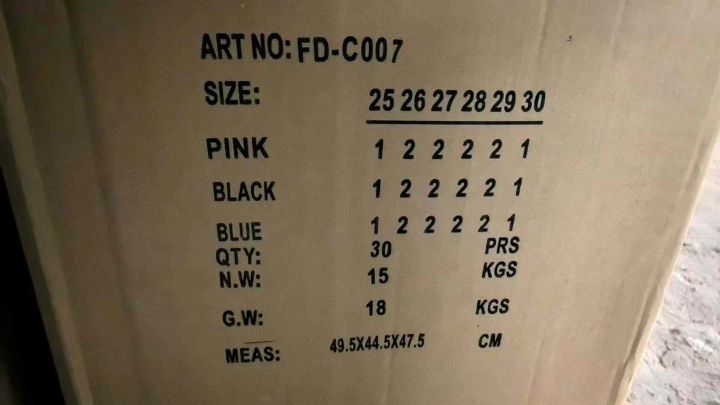 ART NO: FD-C007
SIZE: 25 26 27 28 29 30
PINK 1 2 2 2 2 1
BLACK 1 2 2 2 2 1
BLUE 1 2 2 2 2 1
QTY: 30 PRS
N.W: 15 KGS
G.W: 18 KGS
MEAS: 49.5X44.5X47.5 CM